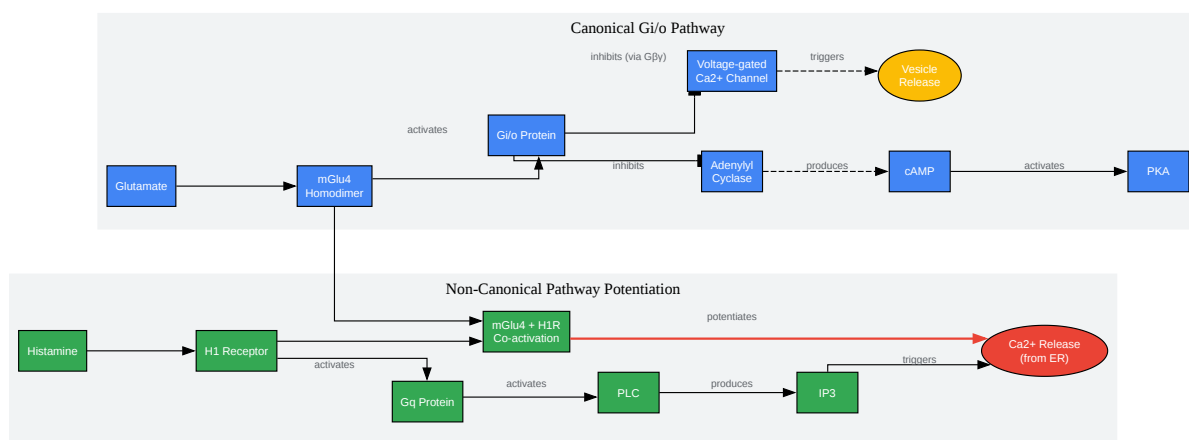 Canonical Gi/o Pathway
inhibits (via Gβγ)
Voltage-gated
Ca2+ Channel
triggers
Vesicle
Release
activates
Gi/o Protein
inhibits
Adenylyl
Cyclase
produces
cAMP
activates
PKA
Glutamate
mGlu4
Homodimer
Non-Canonical Pathway Potentiation
mGlu4 + H1R
Co-activation
potentiates
Ca2+ Release
(from ER)
Histamine
H1 Receptor
activates
Gq Protein
activates
PLC
produces
IP3
triggers